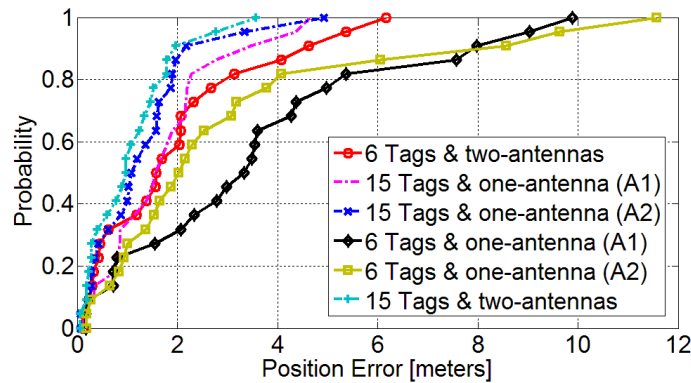 1
0.8
0.6
0.4
0.2
0
0 2 4 6 8 10 12
Probability
Position Error [meters]
6 Tags & two-antennas
15 Tags & one-antenna (A1)
15 Tags & one-antenna (A2)
6 Tags & one-antenna (A1)
6 Tags & one-antenna (A2)
15 Tags & two-antennas